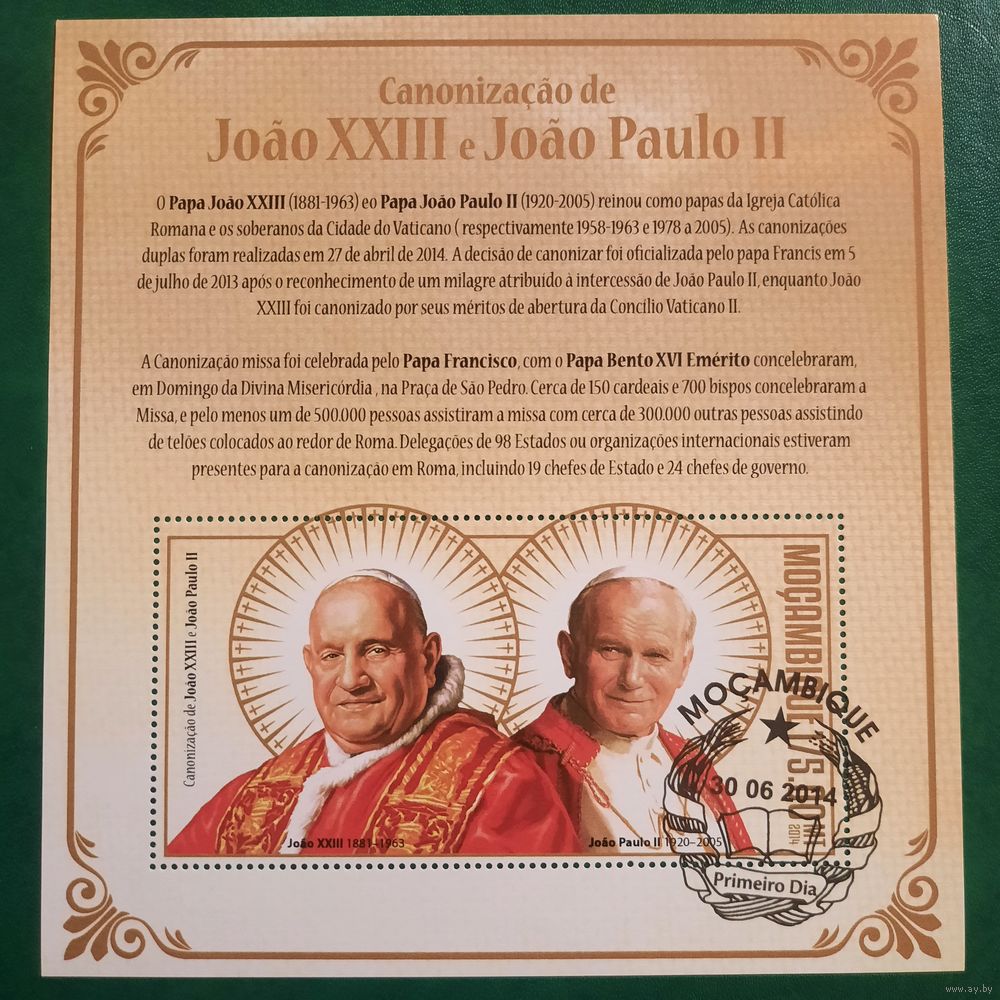 Canonização de
João XXIII e João Paulo II
O Papa João XXIII (1881-1963) eo Papa João Paulo II (1920-2005) reinou como papas da Igreja Católica
Romana e os soberanos da Cidade do Vaticano ( respectivamente 1958-1963 e 1978 a 2005). As canonizações
duplas foram realizadas em 27 de abril de 2014. A decisão de canonizar foi oficializada pelo papa Francis em 5
de julho de 2013 após o reconhecimento de um milagre atribuído à intercessão de João Paulo II, enquanto João
XXIII foi canonizado por seus méritos de abertura da Concílio Vaticano II.
A Canonização missa foi celebrada pelo Papa Francisco, com o Papa Bento XVI Emérito concelebraram,
em Domingo da Divina Misericórdia , na Praça de São Pedro. Cerca de 150 cardeais e 700 bispos concelebraram a
Missa, e pelo menos um de 500.000 pessoas assistiram a missa com cerca de 300.000 outras pessoas assistindo
de telões colocados ao redor de Roma. Delegações de 98 Estados ou organizações internacionais estiveram
presentes para a canonização em Roma, incluindo 19 chefes de Estado e 24 chefes de governo.
Canonização de João XXIII e João Paulo II
MOÇAMBIQUE 175.00MT
2014
João XXIII 1881-1963
João Paulo II 1920-2005
MOÇAMBIQUE
30 06 2014
Primeiro Dia
www.ay.by